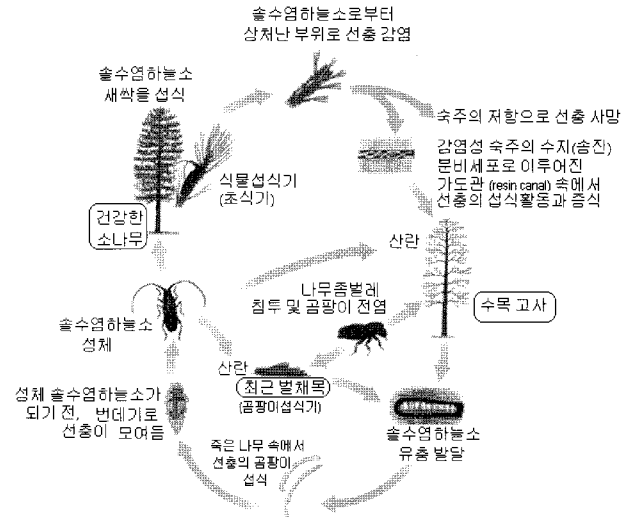 솔수염하늘소로부터
상처난 부위로 선충 감염
솔수염하늘소
새싹을 섭식
숙주의 저항으로 선충 사망
감염성 숙주의 수지(송진)
분비세포로 이루어진
가도관 (resin canal) 속에서
선충의 섭식활동과 증식
식물섭식기
(초식기)
건강한
소나무
산란
나무좀벌레
침투 및 곰팡이 전염
수목 고사
솔수염하늘소
성체
산란
최근 벌채목
(곰팡이섭식기)
성체 솔수염하늘소가
되기 전, 번데기로
선충이 모여듬
솔수염하늘소
유충 발달
죽은 나무 속에서
선충의 곰팡이
섭식